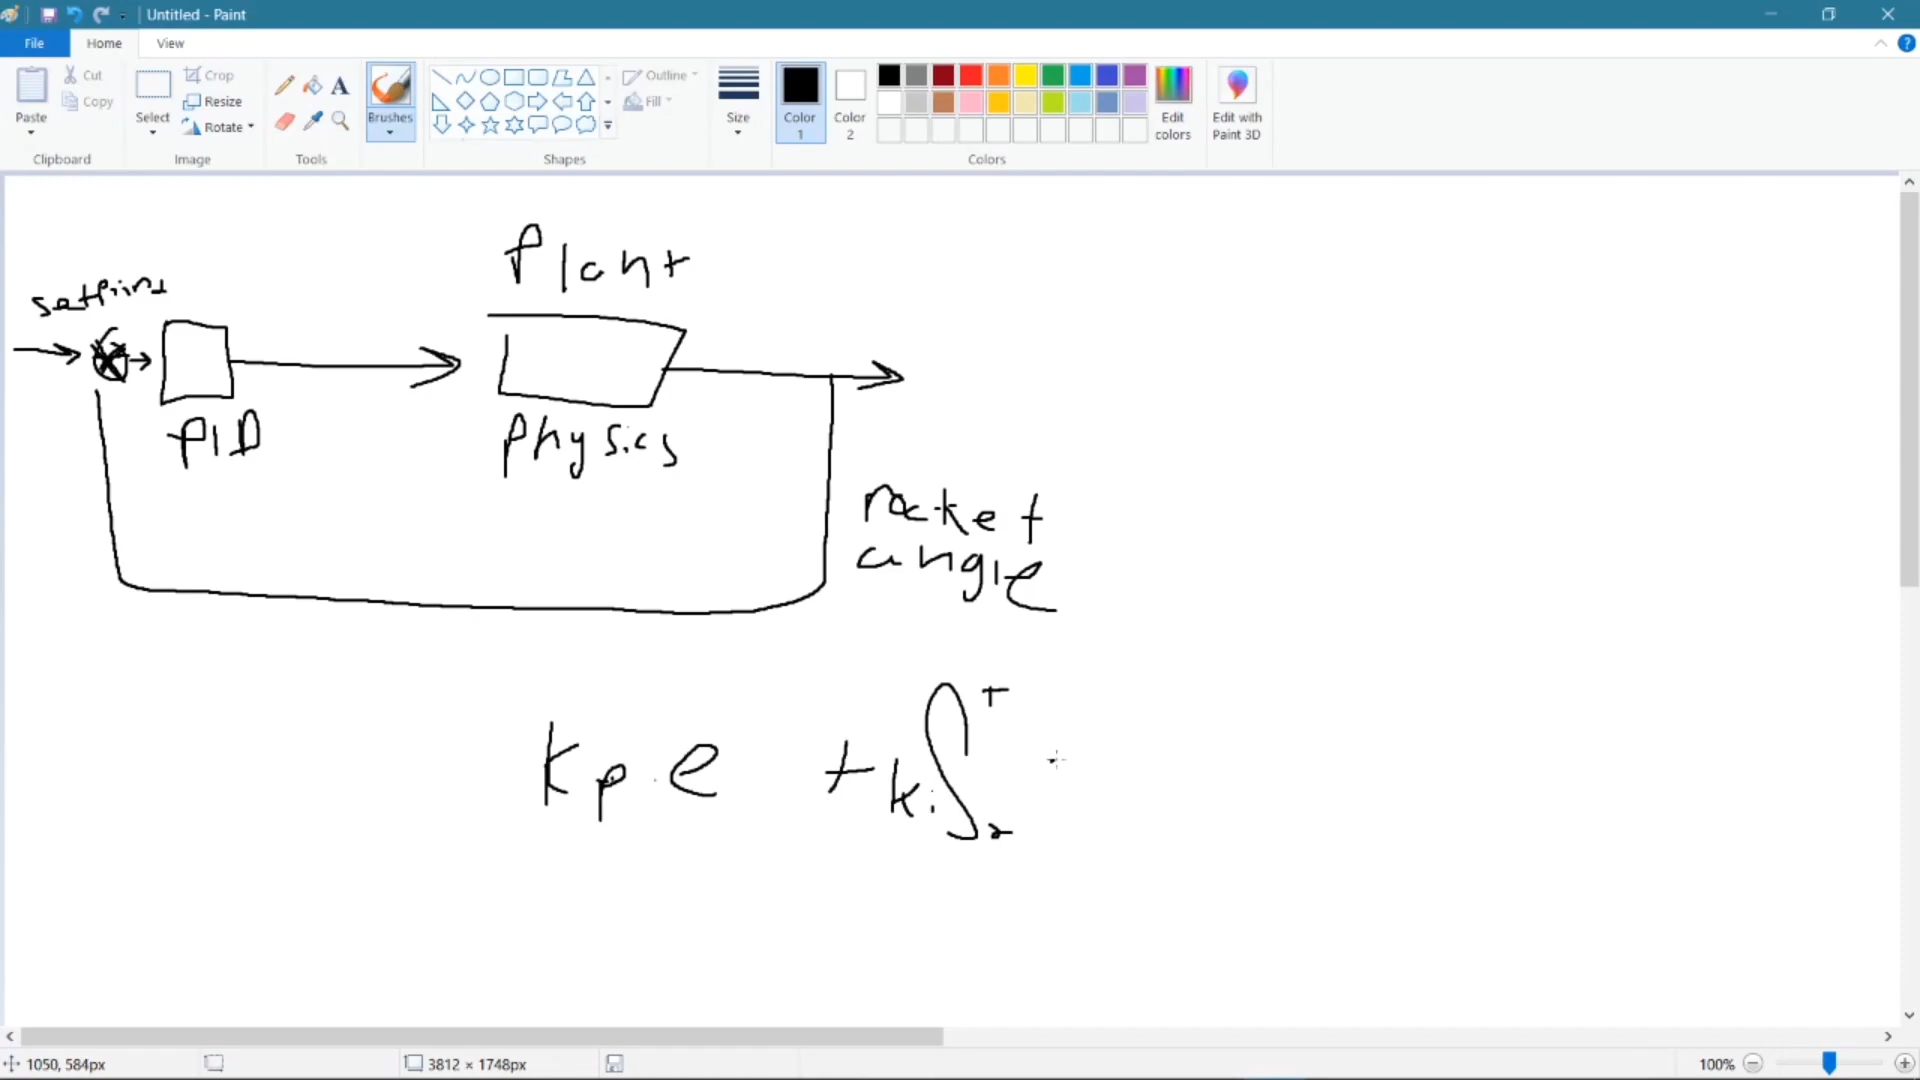 Untitled - Paint
File Home View
Paste Cut Copy Clipboard
Select Crop Resize Rotate Image
A Tools
Brushes
Outline Fill Shapes
Size
Color 1 Color 2
Edit colors Colors
Edit with Paint 3D
Plant
setpoint
PID
Physics
rocket
angle
kp . e + ki ∫
1050, 584px 3812 × 1748px 100%